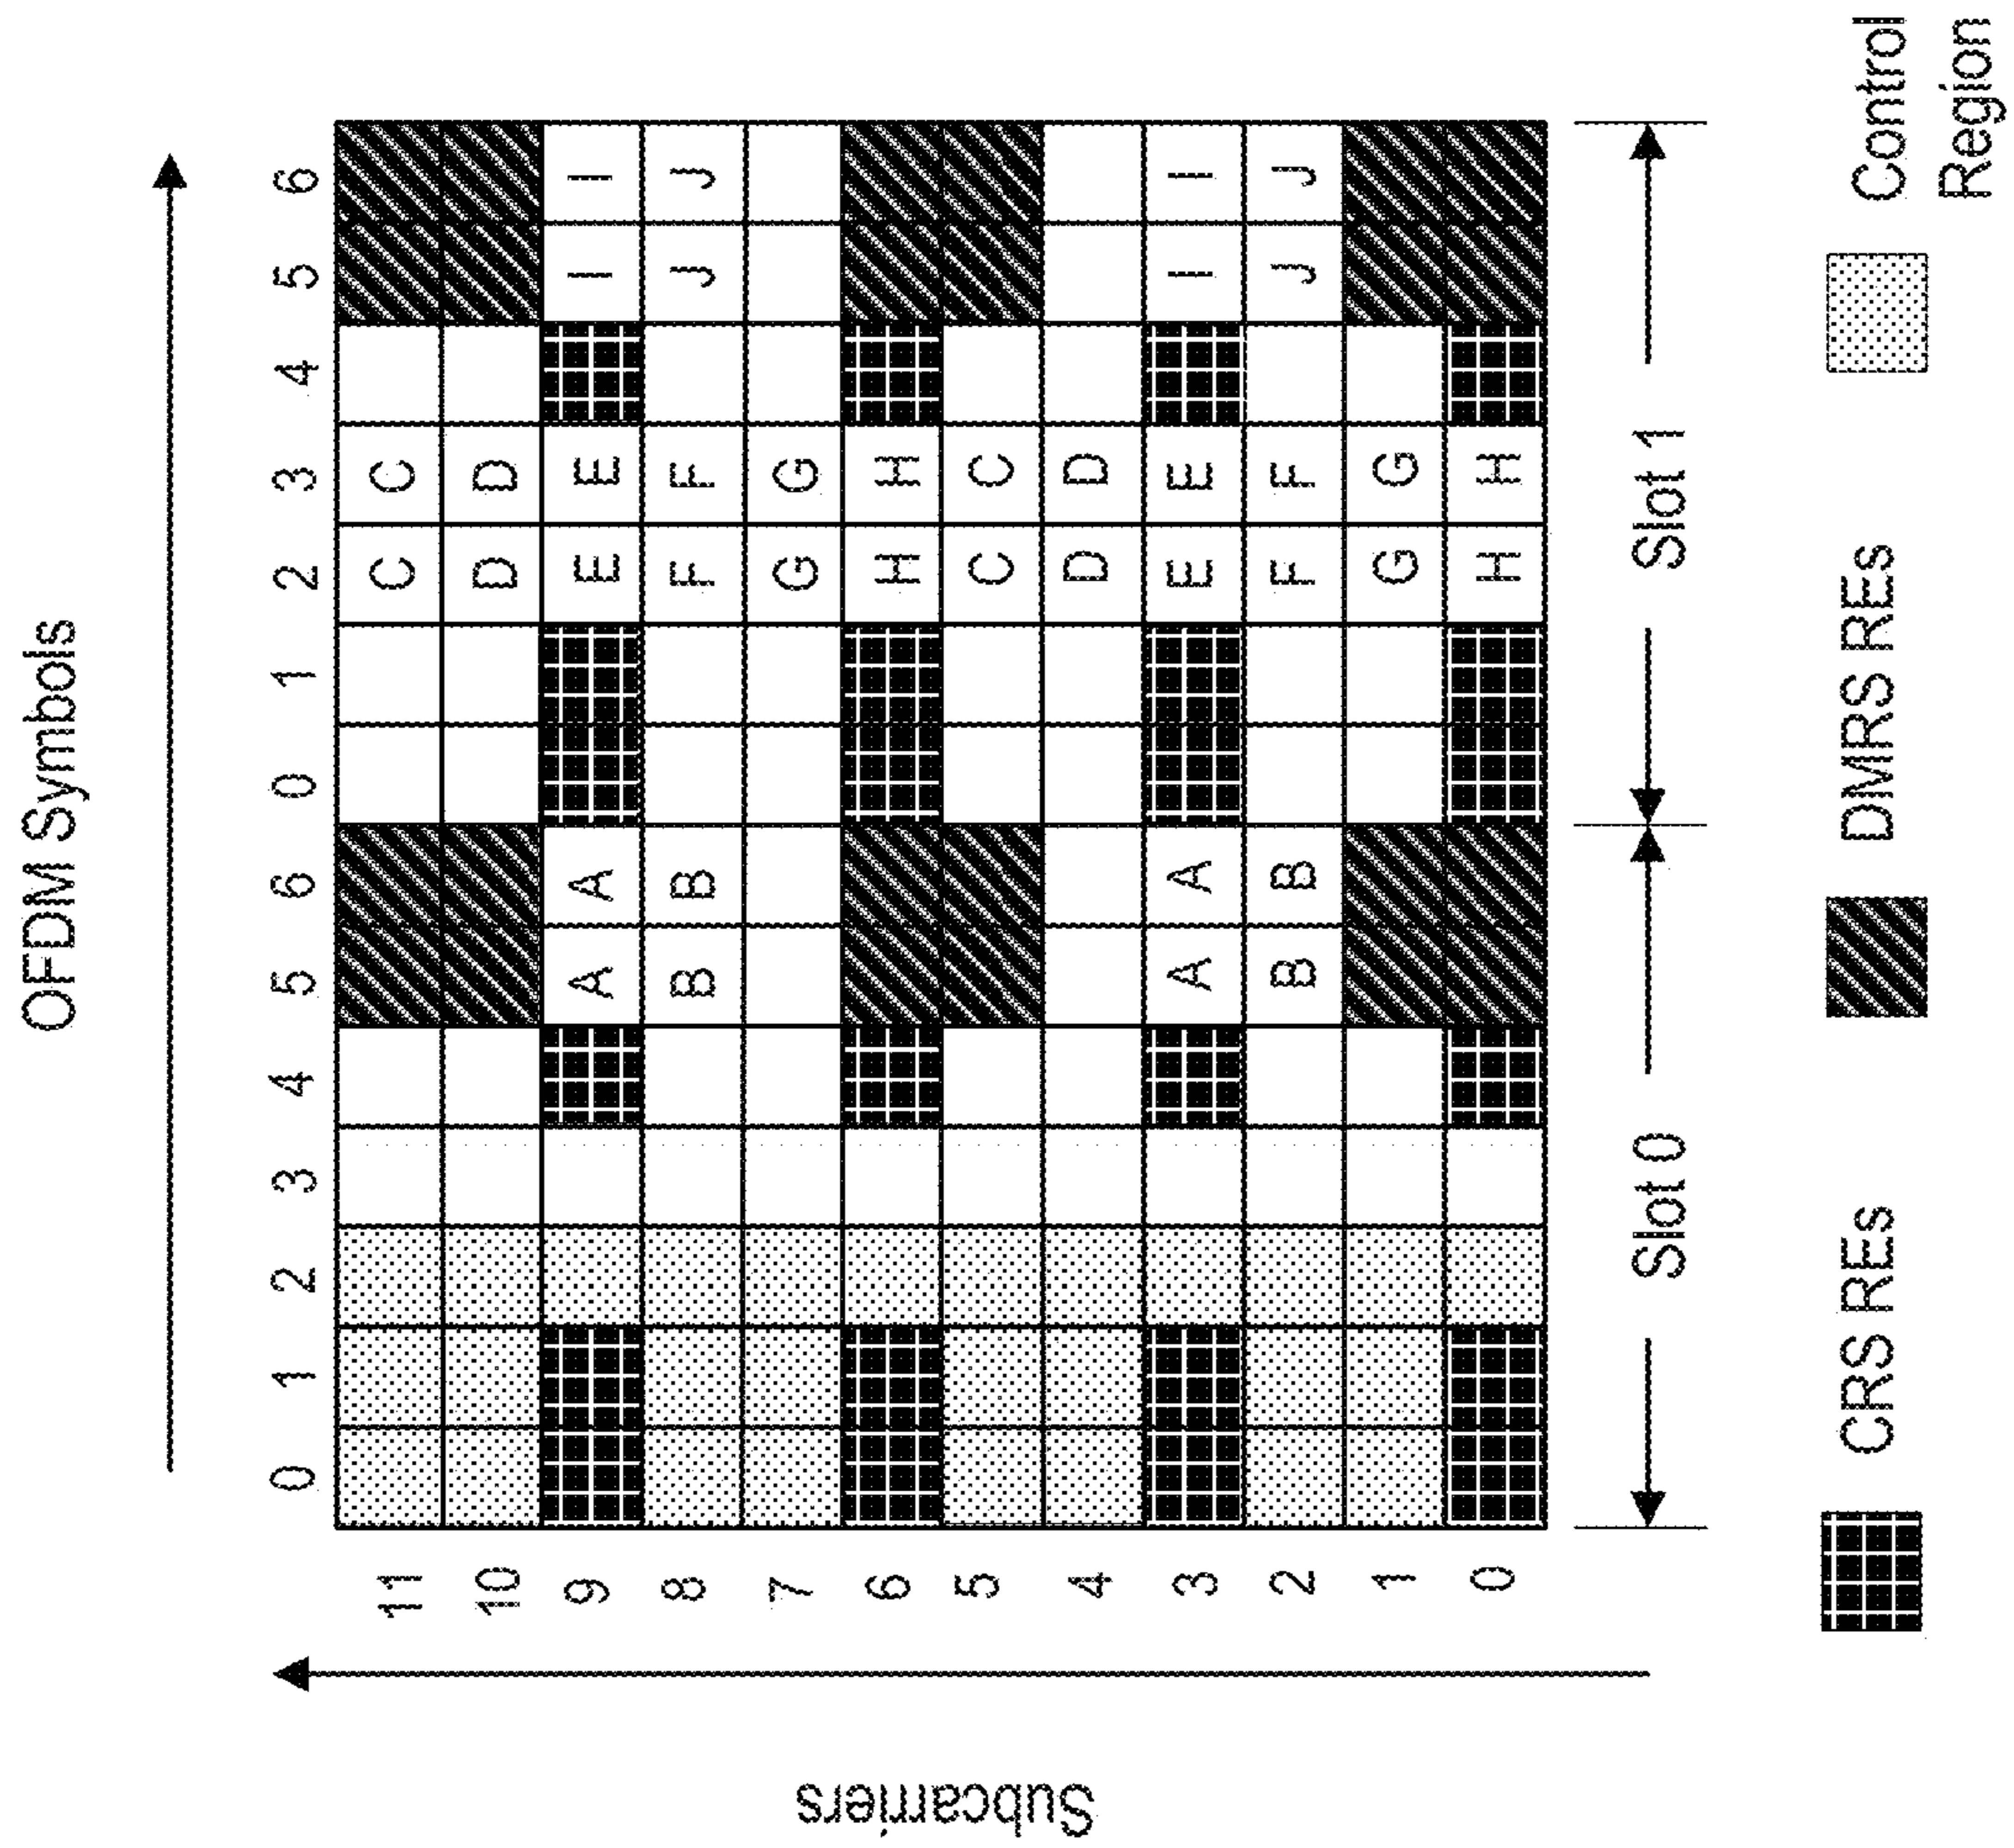 OFDM Symbols
0 1 2 3 4 5 6 0 1 2 3 4 5 6
Subcarriers
11 C C
10 D D
9 A A E E I I
8 B B F F J J
7 G G
6 H H
5 C C
4 D D
3 A A E E I I
2 B B F F J J
1 G G
0 H H
Slot 0 Slot 1
CRS REs
DMRS REs
Control
Region